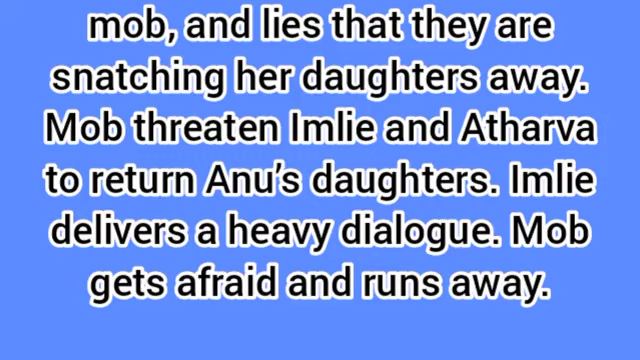 mob, and lies that they are
snatching her daughters away.
Mob threaten Imlie and Atharva
to return Anu’s daughters. Imlie
delivers a heavy dialogue. Mob
gets afraid and runs away.